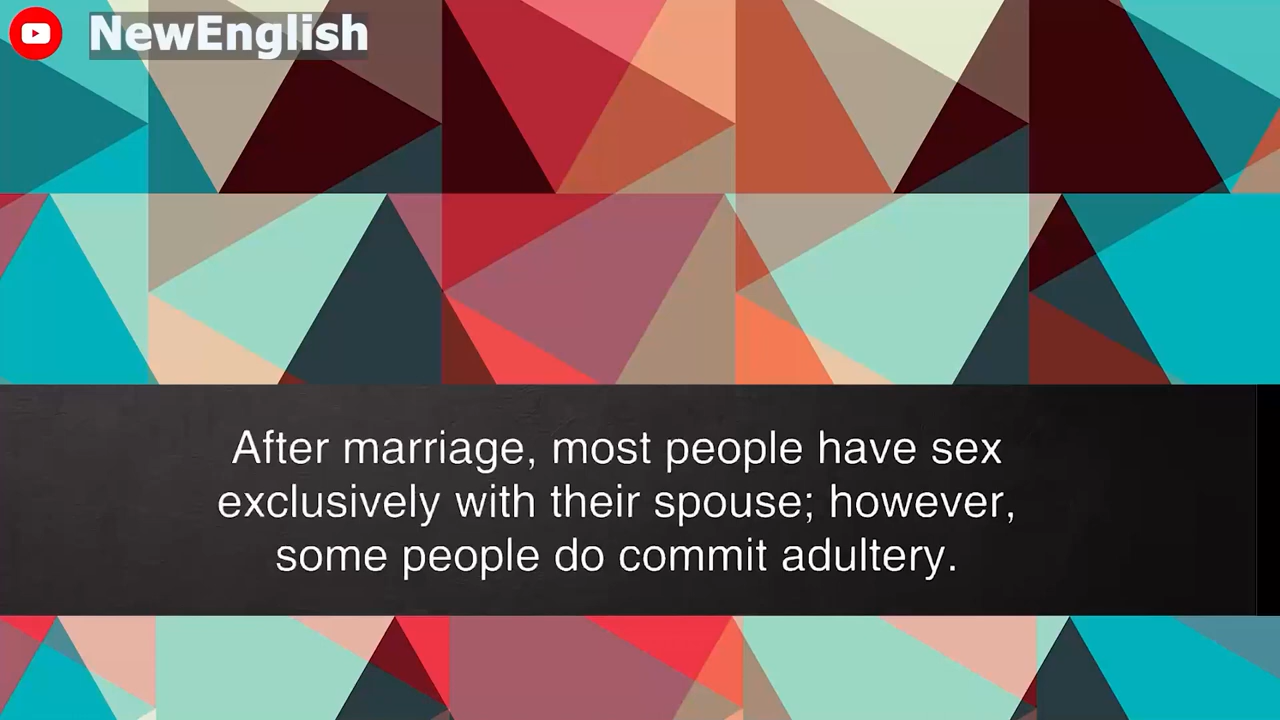 NewEnglish
After marriage, most people have sex
exclusively with their spouse; however,
some people do commit adultery.